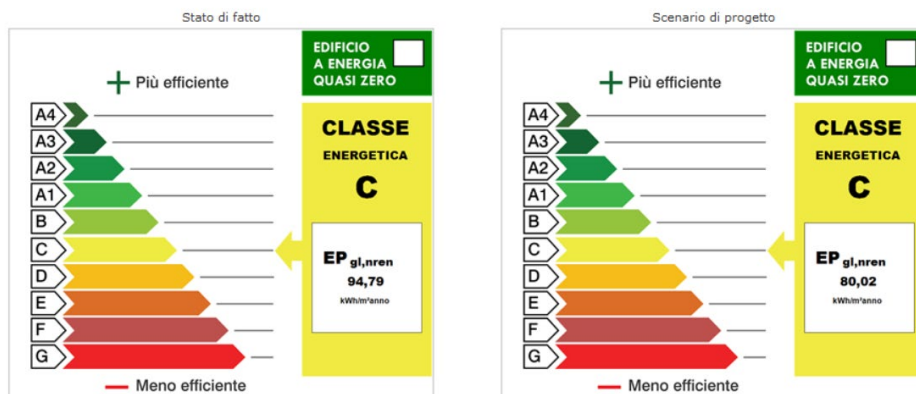 Stato di fatto
EDIFICIO
A ENERGIA
QUASI ZERO
+ Più efficiente
A4
A3
A2
A1
B
C
D
E
F
G
CLASSE
ENERGETICA
C
EP gl,nren
94,79
kWh/m²anno
— Meno efficiente
Scenario di progetto
EDIFICIO
A ENERGIA
QUASI ZERO
+ Più efficiente
A4
A3
A2
A1
B
C
D
E
F
G
CLASSE
ENERGETICA
C
EP gl,nren
80,02
kWh/m²anno
— Meno efficiente